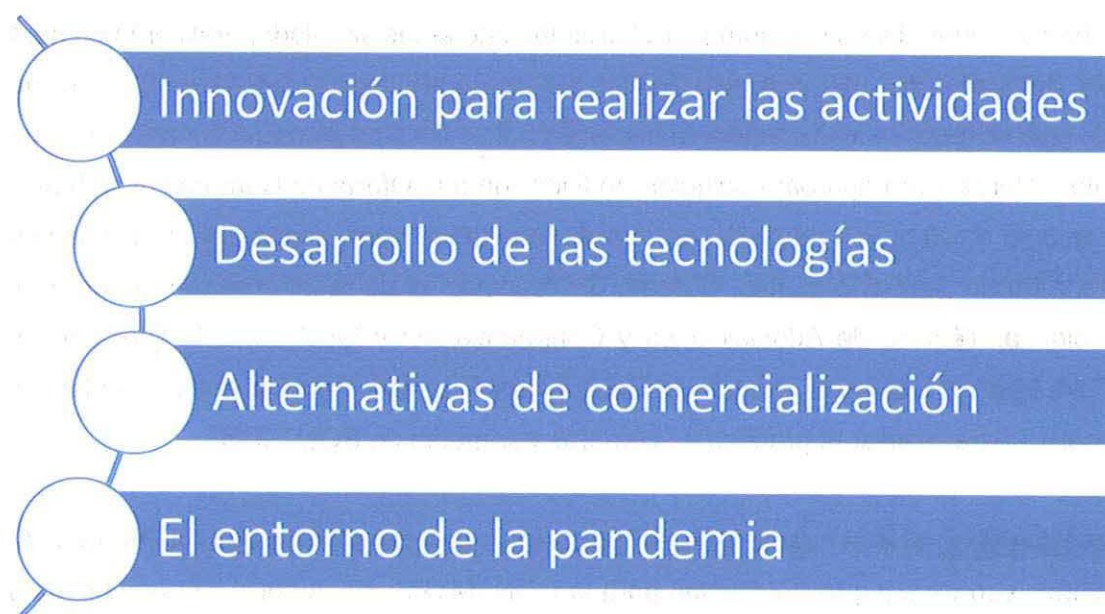 Innovación para realizar las actividades
Desarrollo de las tecnologías
Alternativas de comercialización
El entorno de la pandemia